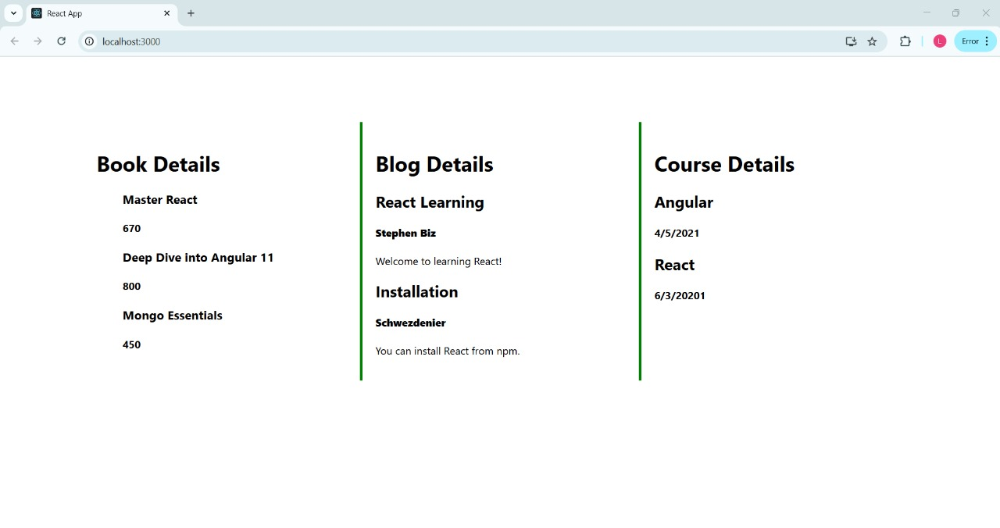 React App
localhost:3000
L
Error
Book Details
Master React
670
Deep Dive into Angular 11
800
Mongo Essentials
450
Blog Details
React Learning
Stephen Biz
Welcome to learning React!
Installation
Schwezdenier
You can install React from npm.
Course Details
Angular
4/5/2021
React
6/3/20201